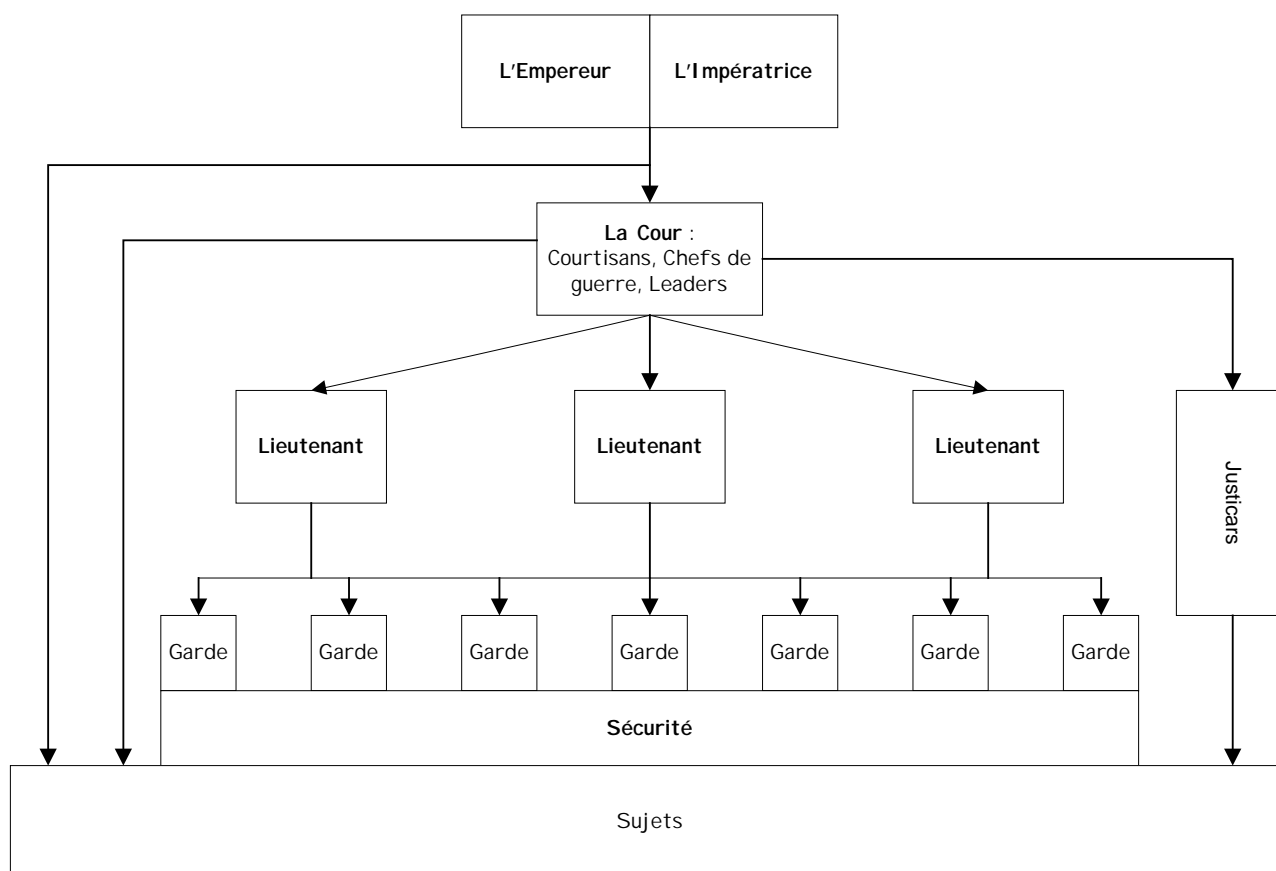 L'Empereur
L'Impératrice
La Cour :
Courtisans, Chefs de
guerre, Leaders
Lieutenant
Lieutenant
Lieutenant
Justicars
Garde
Garde
Garde
Garde
Garde
Garde
Garde
Sécurité
Sujets